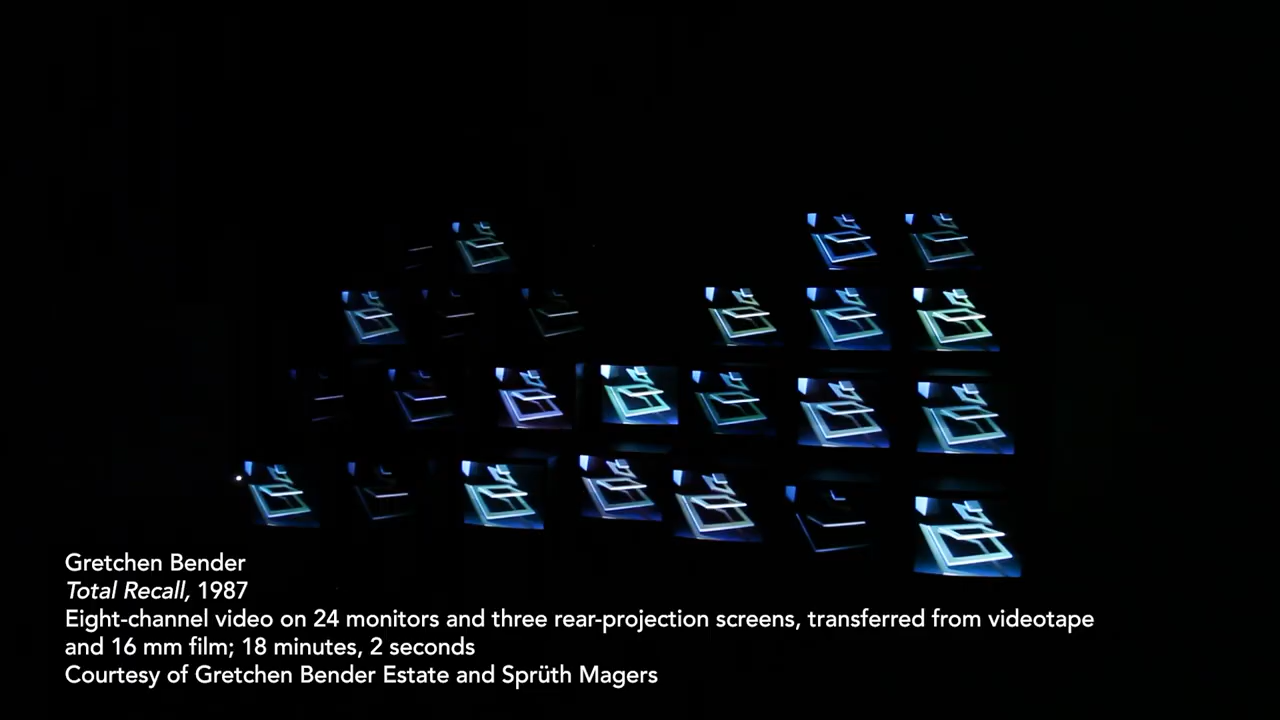 Gretchen Bender
Total Recall, 1987
Eight-channel video on 24 monitors and three rear-projection screens, transferred from videotape
and 16 mm film; 18 minutes, 2 seconds
Courtesy of Gretchen Bender Estate and Sprüth Magers